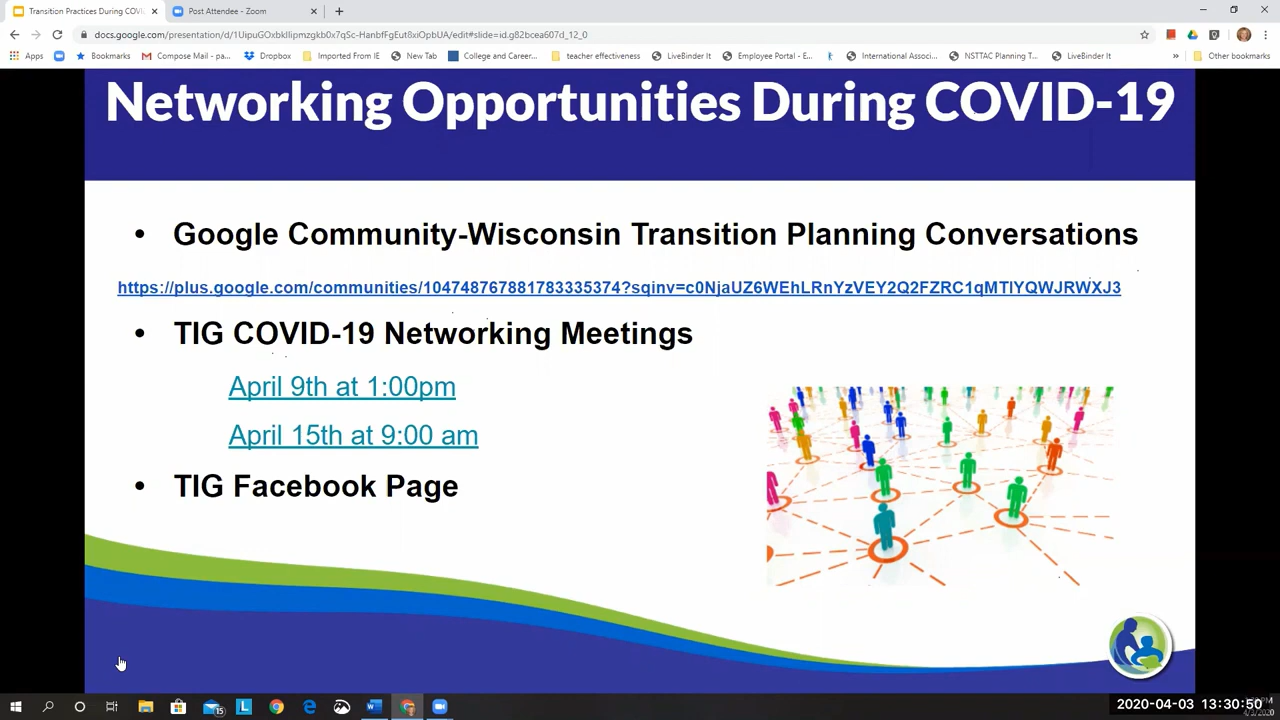 Transition Practices During COVI
Post Attendee - Zoom
docs.google.com/presentation/d/1UipuGOxbkIlipmzgkb0x7qSc-HanbfFgEut8xiOpbUA/edit#slide=id.g82bcea607d_12_0
Apps
Bookmarks
Compose Mail - pa...
Dropbox
Imported From IE
New Tab
College and Career...
teacher effectiveness
LiveBinder It
Employee Portal - E...
International Associ...
NSTTAC Planning T...
LiveBinder It
»
Other bookmarks
Networking Opportunities During COVID-19
• Google Community-Wisconsin Transition Planning Conversations
https://plus.google.com/communities/104748767881783335374?sqinv=c0NjaUZ6WEhLRnYzVEY2Q2FZRC1qMTlYQWJRWXJ3
• TIG COVID-19 Networking Meetings
April 9th at 1:00pm
April 15th at 9:00 am
• TIG Facebook Page
15
2020-04-03 13:30:50